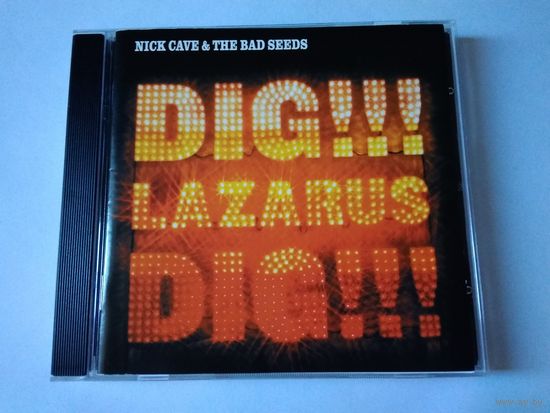 NICK CAVE & THE BAD SEEDS
DIG!!!
LAZARUS
DIG!!!